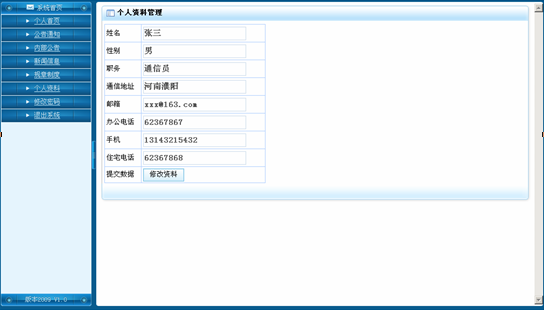 系统首页
个人首页
公告通知
内部公告
新闻信息
规章制度
个人资料
修改密码
退出系统
版本2009 V1.0
个人资料管理
姓名 张三
性别 男
职务 通信员
通信地址 河南濮阳
邮箱 xxx@163.com
办公电话 62367867
手机 13143215432
住宅电话 62367868
提交数据 修改资料